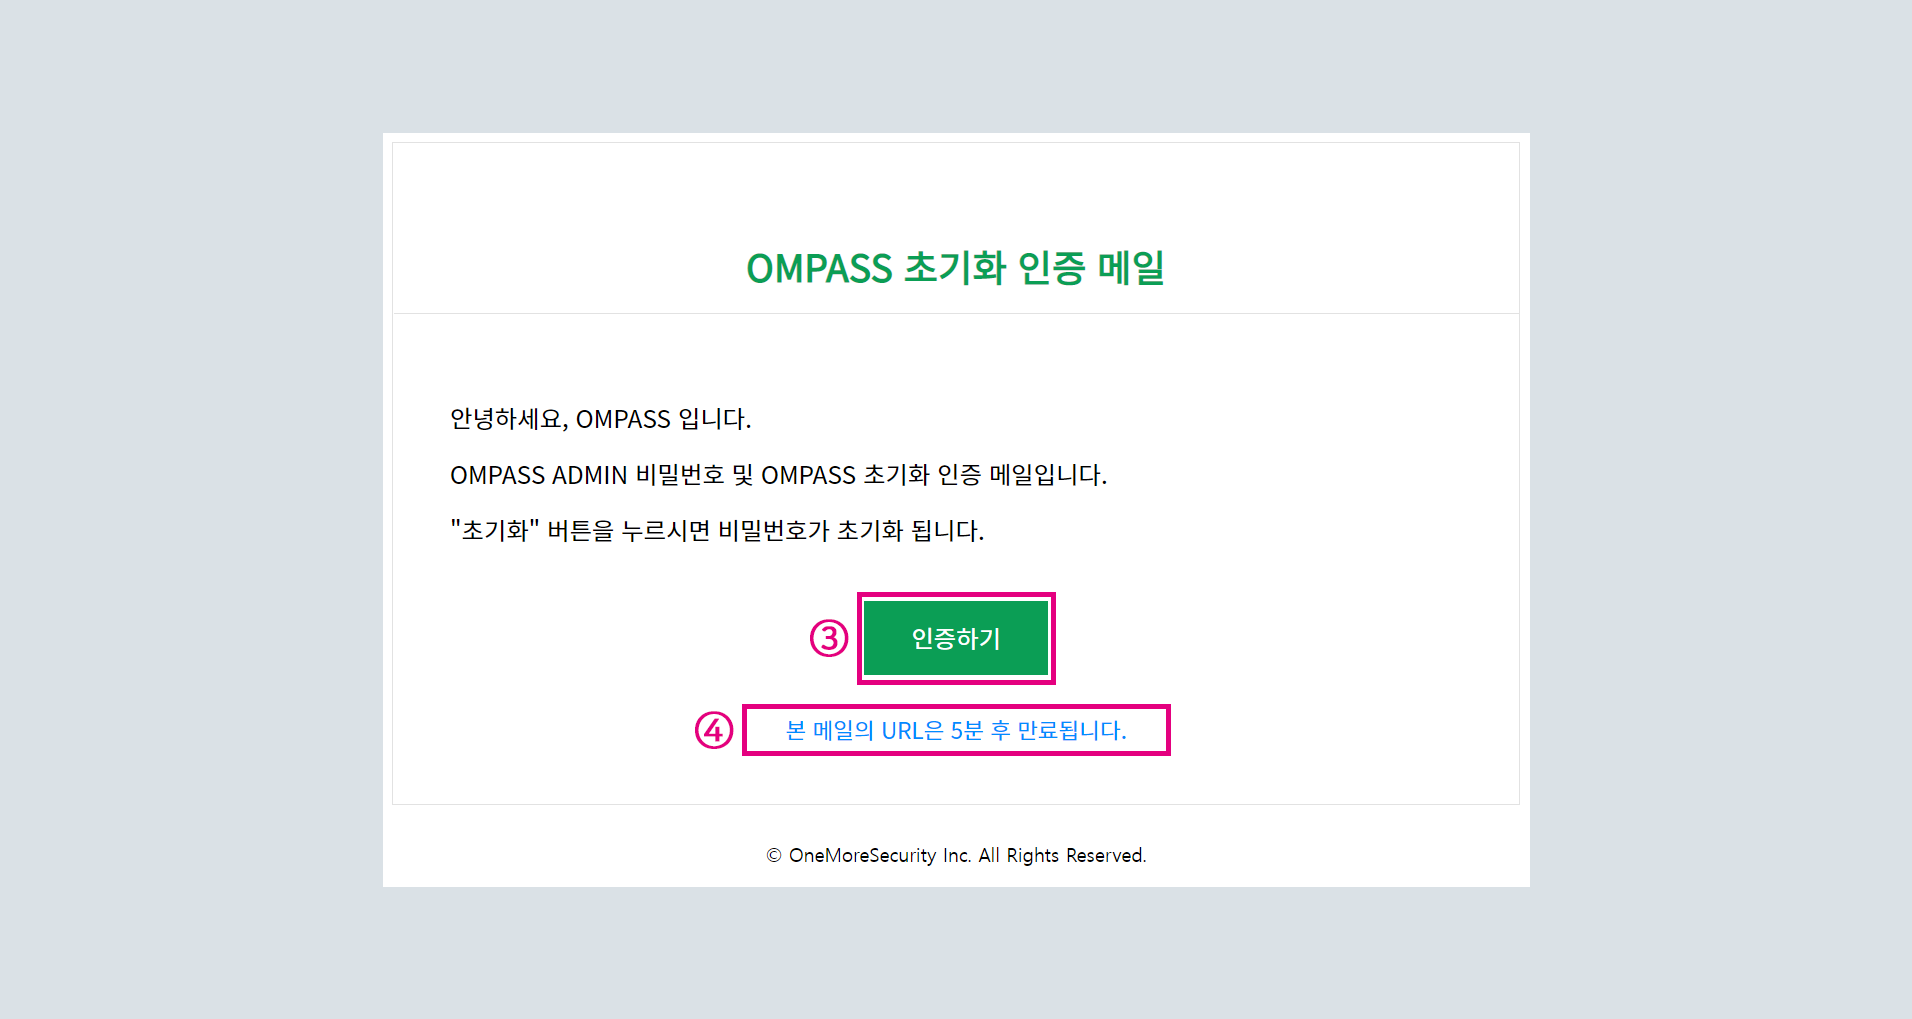 OMPASS 초기화 인증 메일
안녕하세요, OMPASS 입니다.
OMPASS ADMIN 비밀번호 및 OMPASS 초기화 인증 메일입니다.
"초기화" 버튼을 누르시면 비밀번호가 초기화 됩니다.
③ 인증하기
④ 본 메일의 URL은 5분 후 만료됩니다.
© OneMoreSecurity Inc. All Rights Reserved.